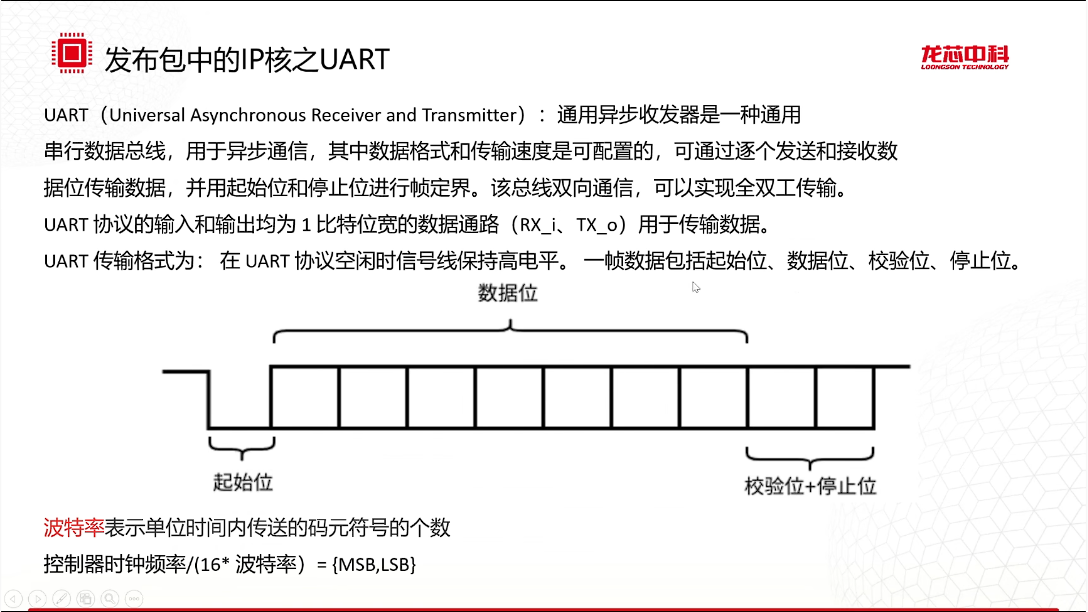 发布包中的IP核之UART
龙芯中科
LOONGSON TECHNOLOGY
UART（Universal Asynchronous Receiver and Transmitter）：通用异步收发器是一种通用
串行数据总线，用于异步通信，其中数据格式和传输速度是可配置的，可通过逐个发送和接收数
据位传输数据，并用起始位和停止位进行帧定界。该总线双向通信，可以实现全双工传输。
UART 协议的输入和输出均为 1 比特位宽的数据通路（RX_i、TX_o）用于传输数据。
UART 传输格式为： 在 UART 协议空闲时信号线保持高电平。 一帧数据包括起始位、数据位、校验位、停止位。
数据位
起始位
校验位+停止位
波特率表示单位时间内传送的码元符号的个数
控制器时钟频率/(16* 波特率）= {MSB,LSB}